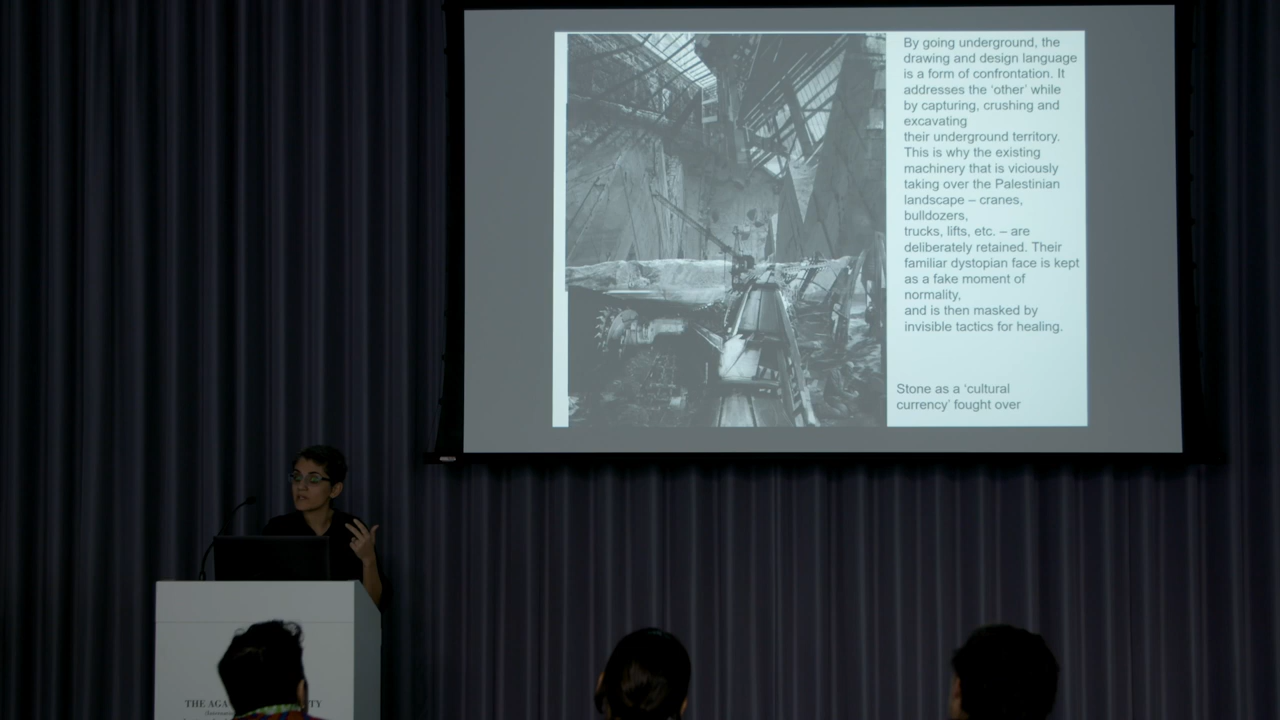 By going underground, the
drawing and design language
is a form of confrontation. It
addresses the ‘other’ while
by capturing, crushing and
excavating
their underground territory.
This is why the existing
machinery that is viciously
taking over the Palestinian
landscape – cranes,
bulldozers,
trucks, lifts, etc. – are
deliberately retained. Their
familiar dystopian face is kept
as a fake moment of
normality,
and is then masked by
invisible tactics for healing.
Stone as a ‘cultural
currency’ fought over
THE AGA